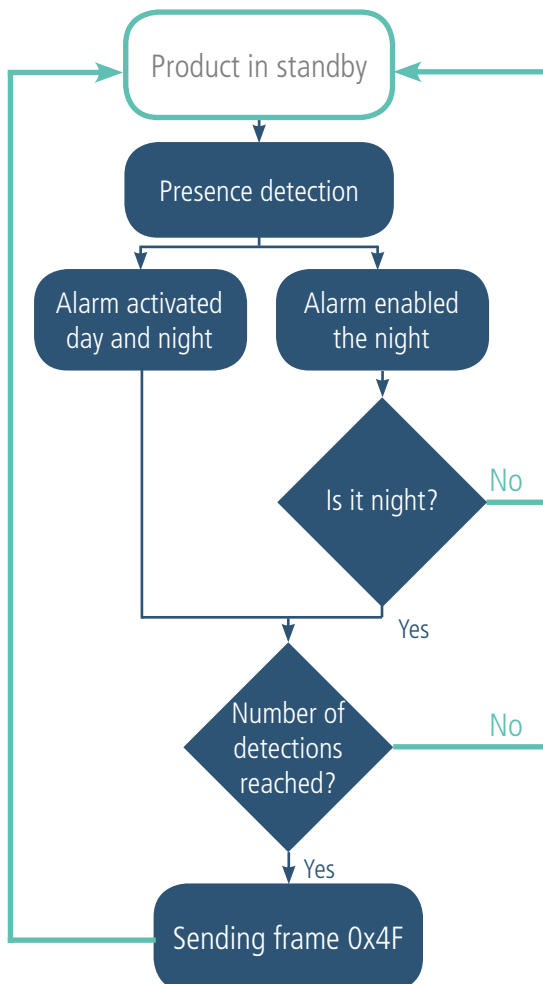 Product in standby
Presence detection
Alarm activated
day and night
Alarm enabled
the night
Is it night?
No
Yes
Number of
detections
reached?
No
Yes
Sending frame 0x4F